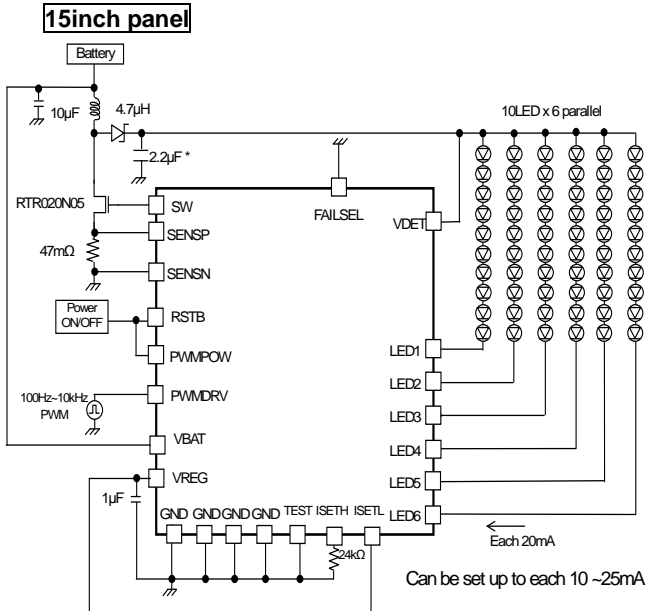 15inch panel
Battery
10µF
4.7µH
2.2µF *
10LED x 6 parallel
RTR020N05
SW
FAILSEL
VDET
SENSP
47mΩ
SENSN
Power
ON/OFF
RSTB
PWMPOW
LED1
LED2
100Hz~10kHz
PWM
PWMDRV
LED3
VBAT
LED4
VREG
LED5
1µF
GND GND GND GND TEST ISETH ISETL
LED6
24kΩ
Each 20mA
Can be set up to each 10 ~25mA